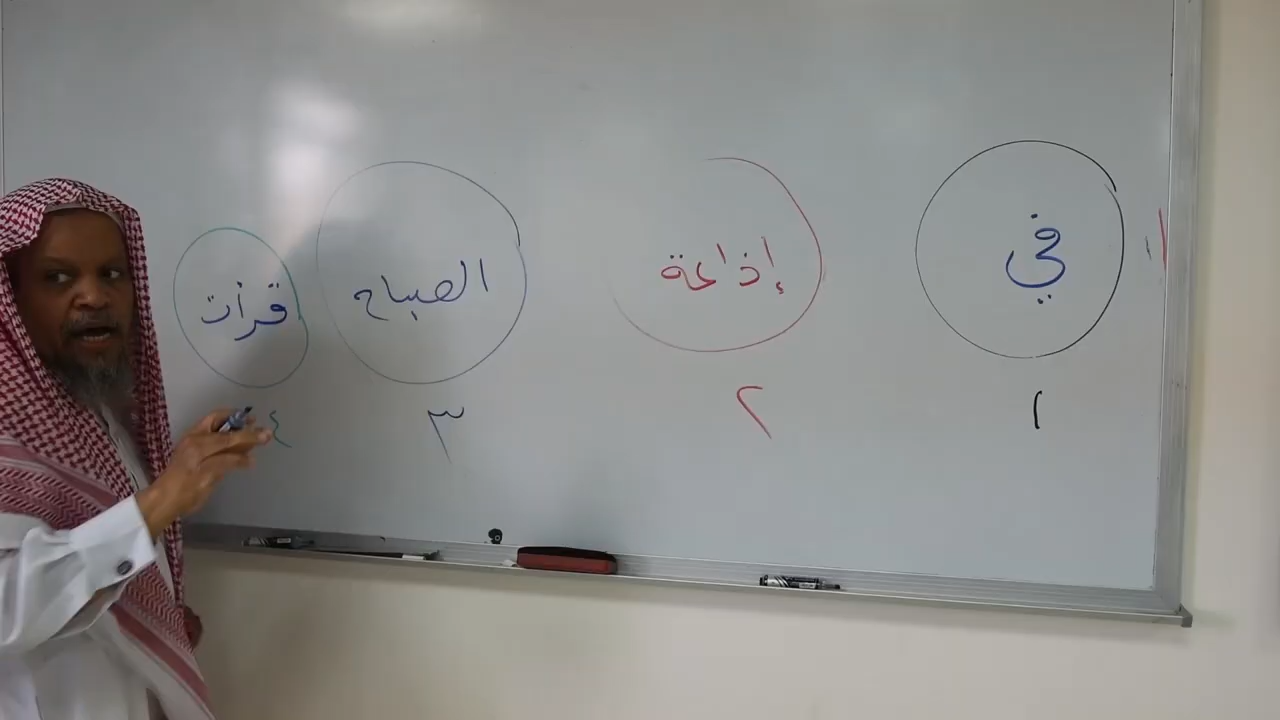 في إذاعة الصباح قرأت
١ ٢ ٣ ٤